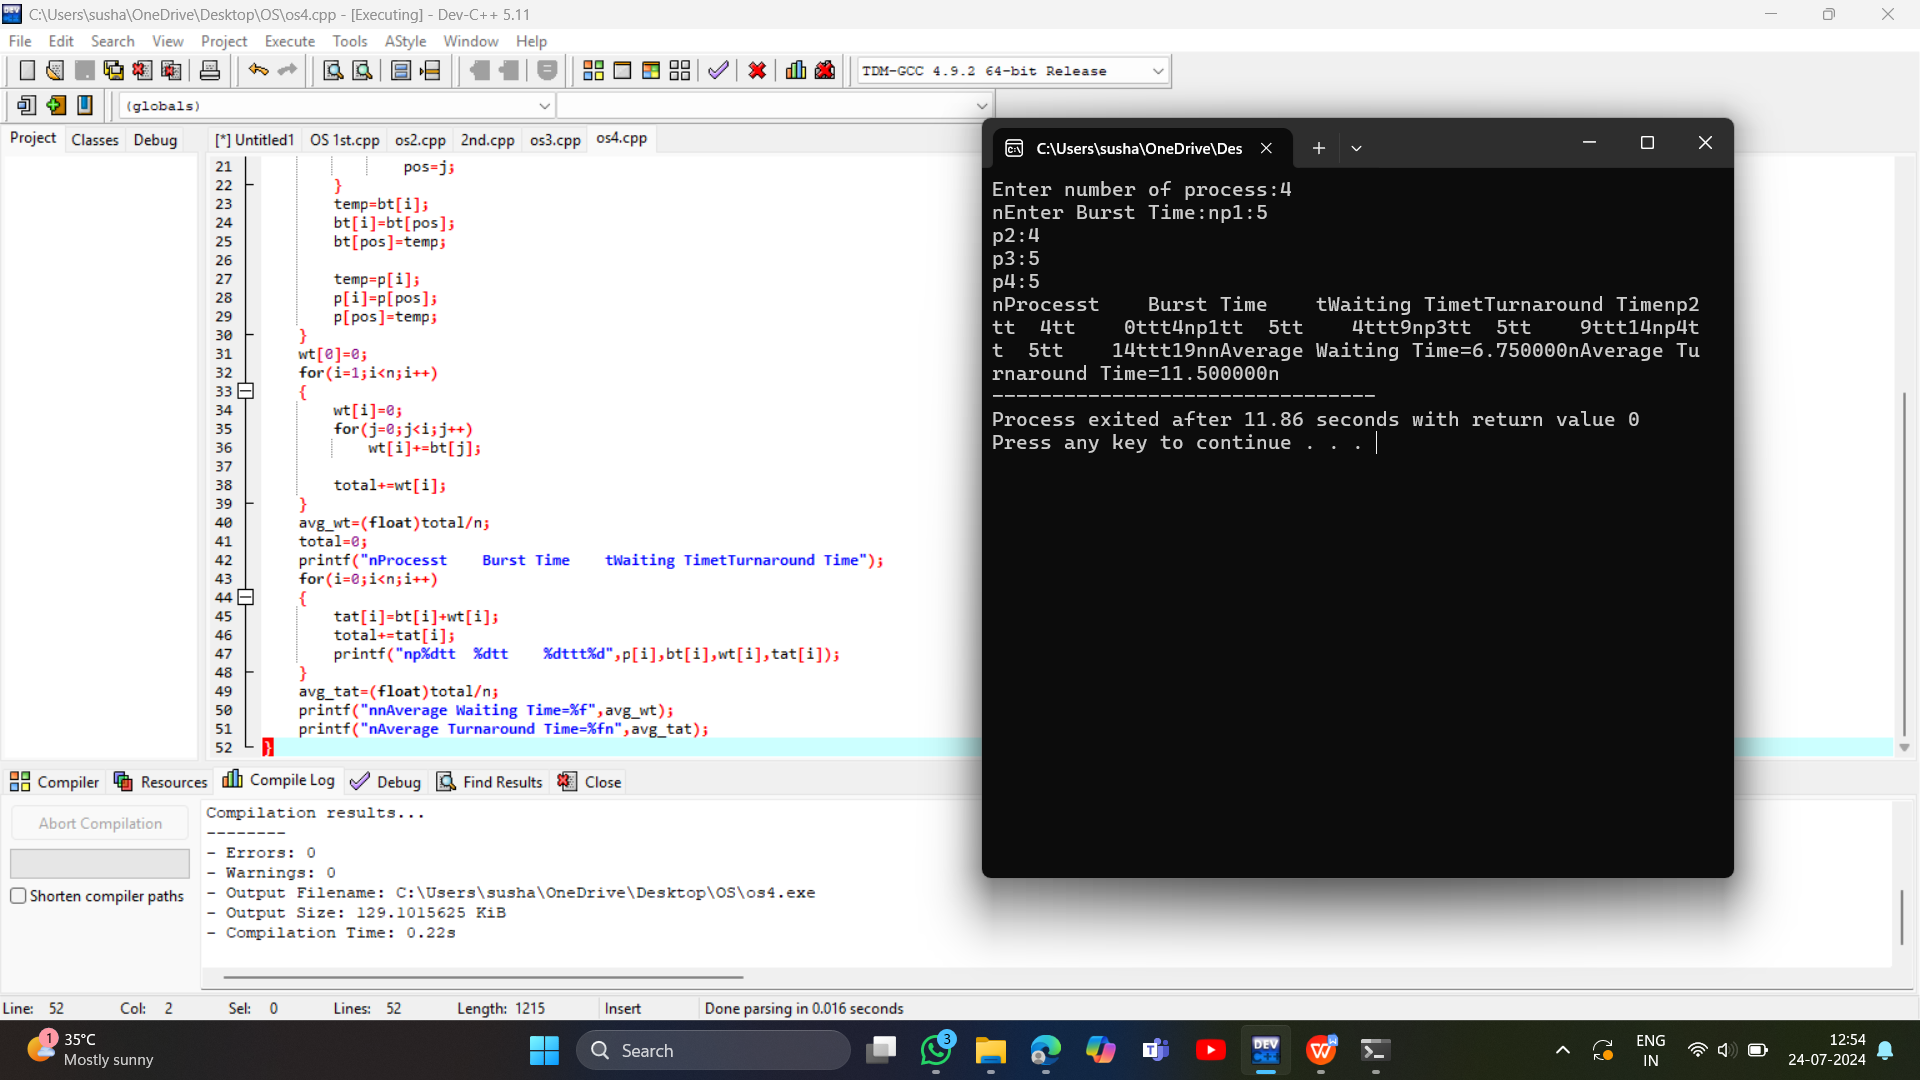 C:\Users\susha\OneDrive\Desktop\OS\os4.cpp - [Executing] - Dev-C++ 5.11
File Edit Search View Project Execute Tools AStyle Window Help
TDM-GCC 4.9.2 64-bit Release
(globals)
Project Classes Debug
[*] Untitled1 OS 1st.cpp os2.cpp 2nd.cpp os3.cpp os4.cpp
21 pos=j;
22 }
23 temp=bt[i];
24 bt[i]=bt[pos];
25 bt[pos]=temp;
26
27 temp=p[i];
28 p[i]=p[pos];
29 p[pos]=temp;
30 }
31 wt[0]=0;
32 for(i=1;i<n;i++)
33 {
34 wt[i]=0;
35 for(j=0;j<i;j++)
36 wt[i]+=bt[j];
37
38 total+=wt[i];
39 }
40 avg_wt=(float)total/n;
41 total=0;
42 printf("nProcesst    Burst Time    tWaiting TimetTurnaround Time");
43 for(i=0;i<n;i++)
44 {
45 tat[i]=bt[i]+wt[i];
46 total+=tat[i];
47 printf("np%dtt  %dtt    %dttt%d",p[i],bt[i],wt[i],tat[i]);
48 }
49 avg_tat=(float)total/n;
50 printf("nnAverage Waiting Time=%f",avg_wt);
51 printf("nAverage Turnaround Time=%fn",avg_tat);
52 }
C:\Users\susha\OneDrive\Des
Enter number of process:4
nEnter Burst Time:np1:5
p2:4
p3:5
p4:5
nProcesst    Burst Time    tWaiting TimetTurnaround Timenp2
tt  4tt    0ttt4np1tt  5tt    4ttt9np3tt  5tt    9ttt14np4t
t  5tt    14ttt19nnAverage Waiting Time=6.750000nAverage Tu
rnaround Time=11.500000n
--------------------------------
Process exited after 11.86 seconds with return value 0
Press any key to continue . . .
Compiler Resources Compile Log Debug Find Results Close
Abort Compilation
Shorten compiler paths
Compilation results...
--------
- Errors: 0
- Warnings: 0
- Output Filename: C:\Users\susha\OneDrive\Desktop\OS\os4.exe
- Output Size: 129.1015625 KiB
- Compilation Time: 0.22s
Line: 52 Col: 2 Sel: 0 Lines: 52 Length: 1215 Insert Done parsing in 0.016 seconds
1
35°C
Mostly sunny
Search
3
DEV
C++
ENG
IN
12:54
24-07-2024